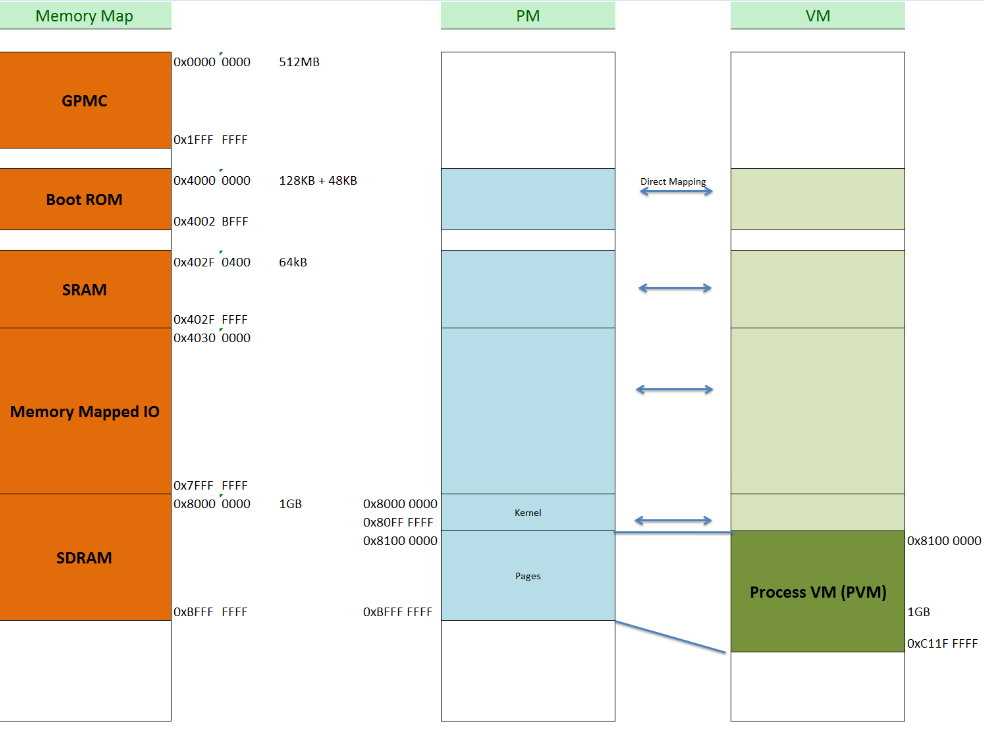 Memory Map PM VM
0x0000 0000 512MB
GPMC
0x1FFF FFFF
0x4000 0000 128KB + 48KB Direct Mapping
Boot ROM
0x4002 BFFF
0x402F 0400 64kB
SRAM
0x402F FFFF
0x4030 0000
Memory Mapped IO
0x7FFF FFFF
0x8000 0000 1GB 0x8000 0000 Kernel
0x80FF FFFF
0x8100 0000 0x8100 0000
SDRAM Pages Process VM (PVM)
0xBFFF FFFF 0xBFFF FFFF 1GB
0xC11F FFFF